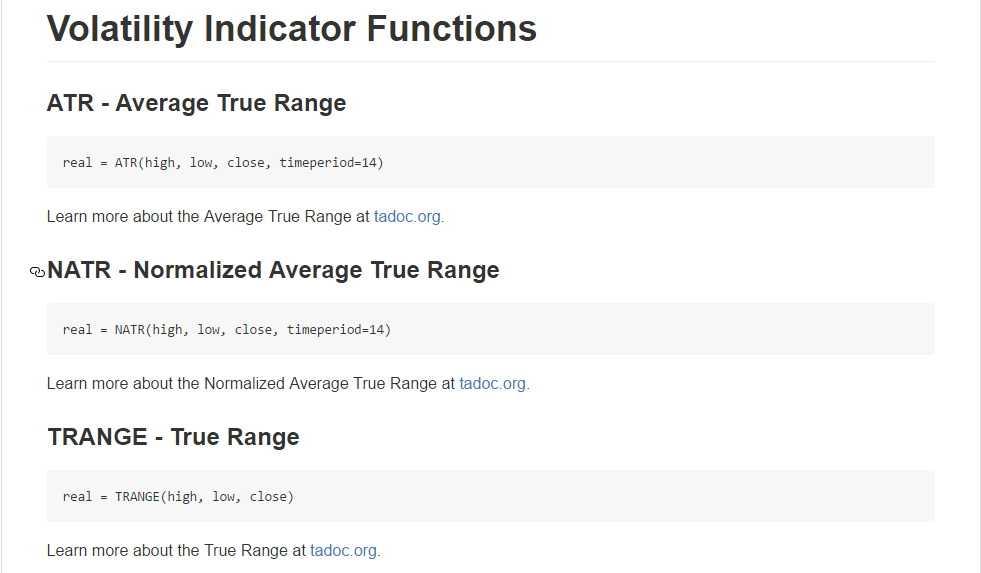 Volatility Indicator Functions
ATR - Average True Range
real = ATR(high, low, close, timeperiod=14)
Learn more about the Average True Range at tadoc.org.
NATR - Normalized Average True Range
real = NATR(high, low, close, timeperiod=14)
Learn more about the Normalized Average True Range at tadoc.org.
TRANGE - True Range
real = TRANGE(high, low, close)
Learn more about the True Range at tadoc.org.